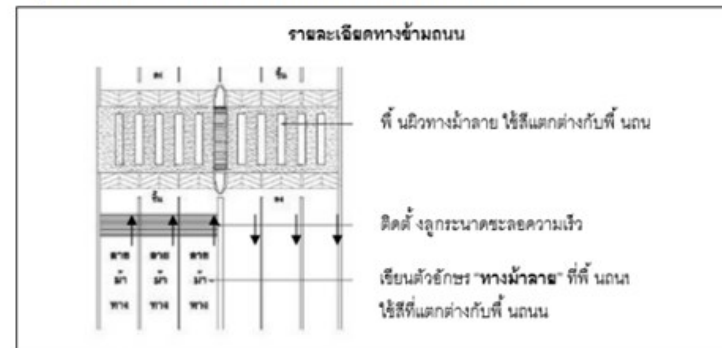 รายละเอียดทางข้ามถนน
ลง
ขึ้น
พื้นผิวทางม้าลาย ใช้สีแตกต่างกับพื้นถน
ขึ้น
ลง
ติดตั้งลูกระนาดชะลอความเร็ว
ลาย ลาย ลาย
ม้า ม้า ม้า
ทาง ทาง ทาง
เขียนตัวอักษร "ทางม้าลาย" ที่พื้นถนน
ใช้สีที่แตกต่างกับพื้นถนน